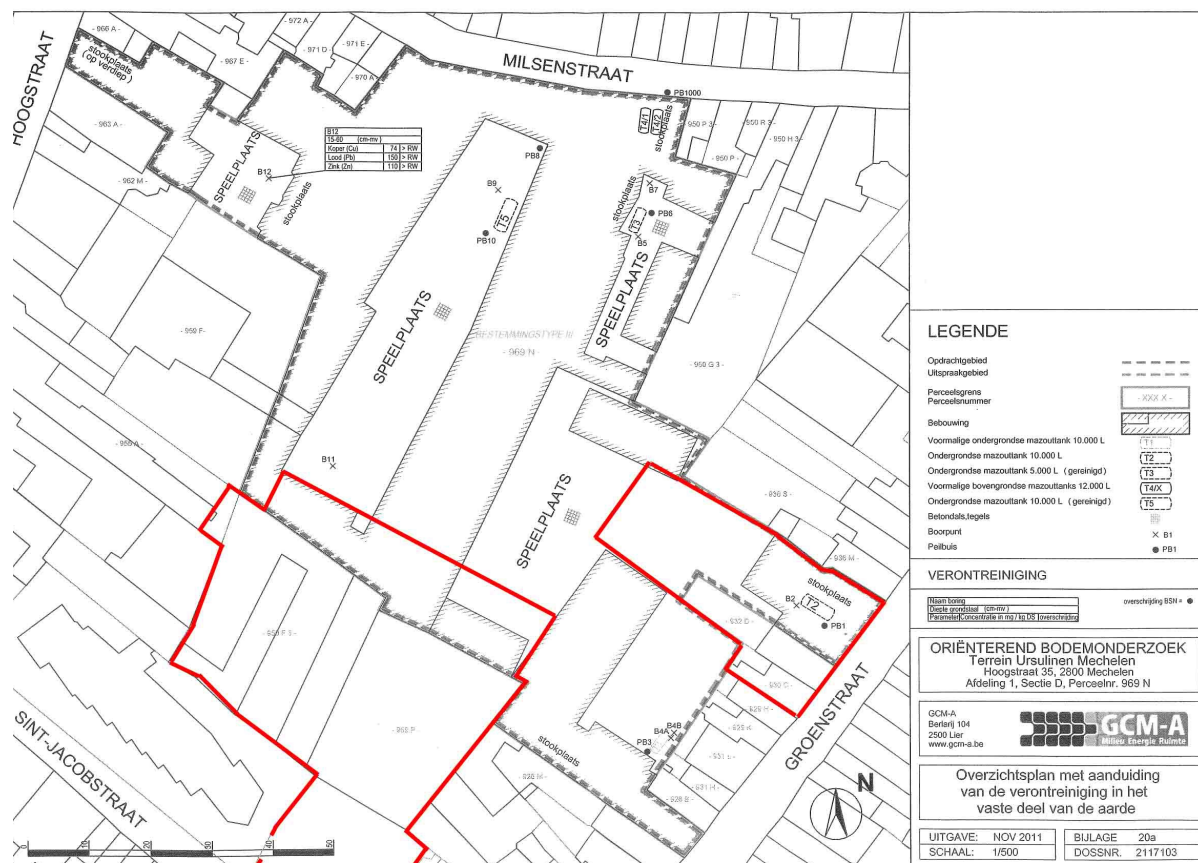 - 966 A -
stookplaats
( op verdiep )
- 967 E -
- 972 A -
- 971 D -
- 971 E -
- 970 A -
HOOGSTRAAT
MILSENSTRAAT
PB1000
T4/1
T4/2
stookplaats
- 950 P 3 -
- 950 R 3 -
- 950 H 3 -
- 950 P -
- 963 A -
- 962 M -
SPEELPLAATS
B12
stookplaats
B12
15-60 (cm-mv )
Koper (Cu) 74 > RW
Lood (Pb) 150 > RW
Zink (Zn) 110 > RW
PB8
B9
T5
PB10
B7
stookplaats
PB6
T3
B5
SPEELPLAATS
SPEELPLAATS
BESTEMMINGSTYPE III
- 969 N -
- 959 F -
- 950 G 3 -
B11
SPEELPLAATS
- 936 S -
- 936 M -
stookplaats
B2
T2
PB1
- 932 D -
- 930 C -
GROENSTRAAT
B4B
B4A
PB3
stookplaats
SINT-JACOBSTRAAT
N
0 10 20 30 40 50
LEGENDE
Opdrachtgebied
Uitspraakgebied
Perceelsgrens
Perceelsnummer
- XXX X -
Bebouwing
Voormalige ondergrondse mazouttank 10.000 L
T1
Ondergrondse mazouttank 10.000 L
T2
Ondergrondse mazouttank 5.000 L ( gereinigd )
T3
Voormalige bovengrondse mazouttanks 12.000 L
T4/X
Ondergrondse mazouttank 10.000 L ( gereinigd )
T5
Betondals,tegels
Boorpunt
B1
Peilbuis
PB1
VERONTREINIGING
Naam boring
Diepte grondstaal (cm-mv )
Parameter Concentratie in mg / kg DS overschrijding
overschrijding BSN =
ORIËNTEREND BODEMONDERZOEK
Terrein Ursulinen Mechelen
Hoogstraat 35, 2800 Mechelen
Afdeling 1, Sectie D, Perceelnr. 969 N
GCM-A
Berlarij 104
2500 Lier
www.gcm-a.be
GCM-A
Milieu Energie Ruimte
Overzichtsplan met aanduiding
van de verontreiniging in het
vaste deel van de aarde
UITGAVE: NOV 2011
BIJLAGE 20a
SCHAAL: 1/500
DOSSNR. 2117103